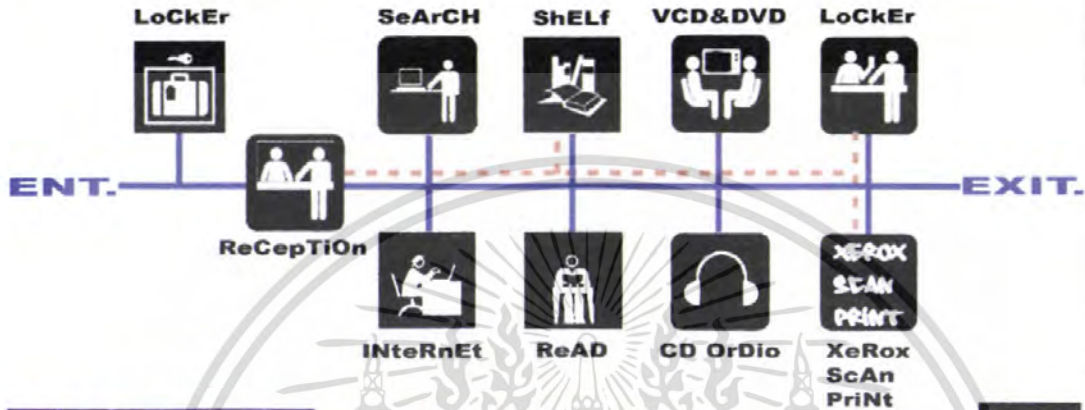 LoCkEr
SeArCH
ShELf
VCD&DVD
LoCkEr
ENT.
EXIT.
ReCepTiOn
XEROX
SCAN
PRINT
INteRnEt
ReAD
CD OrDio
XeRox
ScAn
PriNt